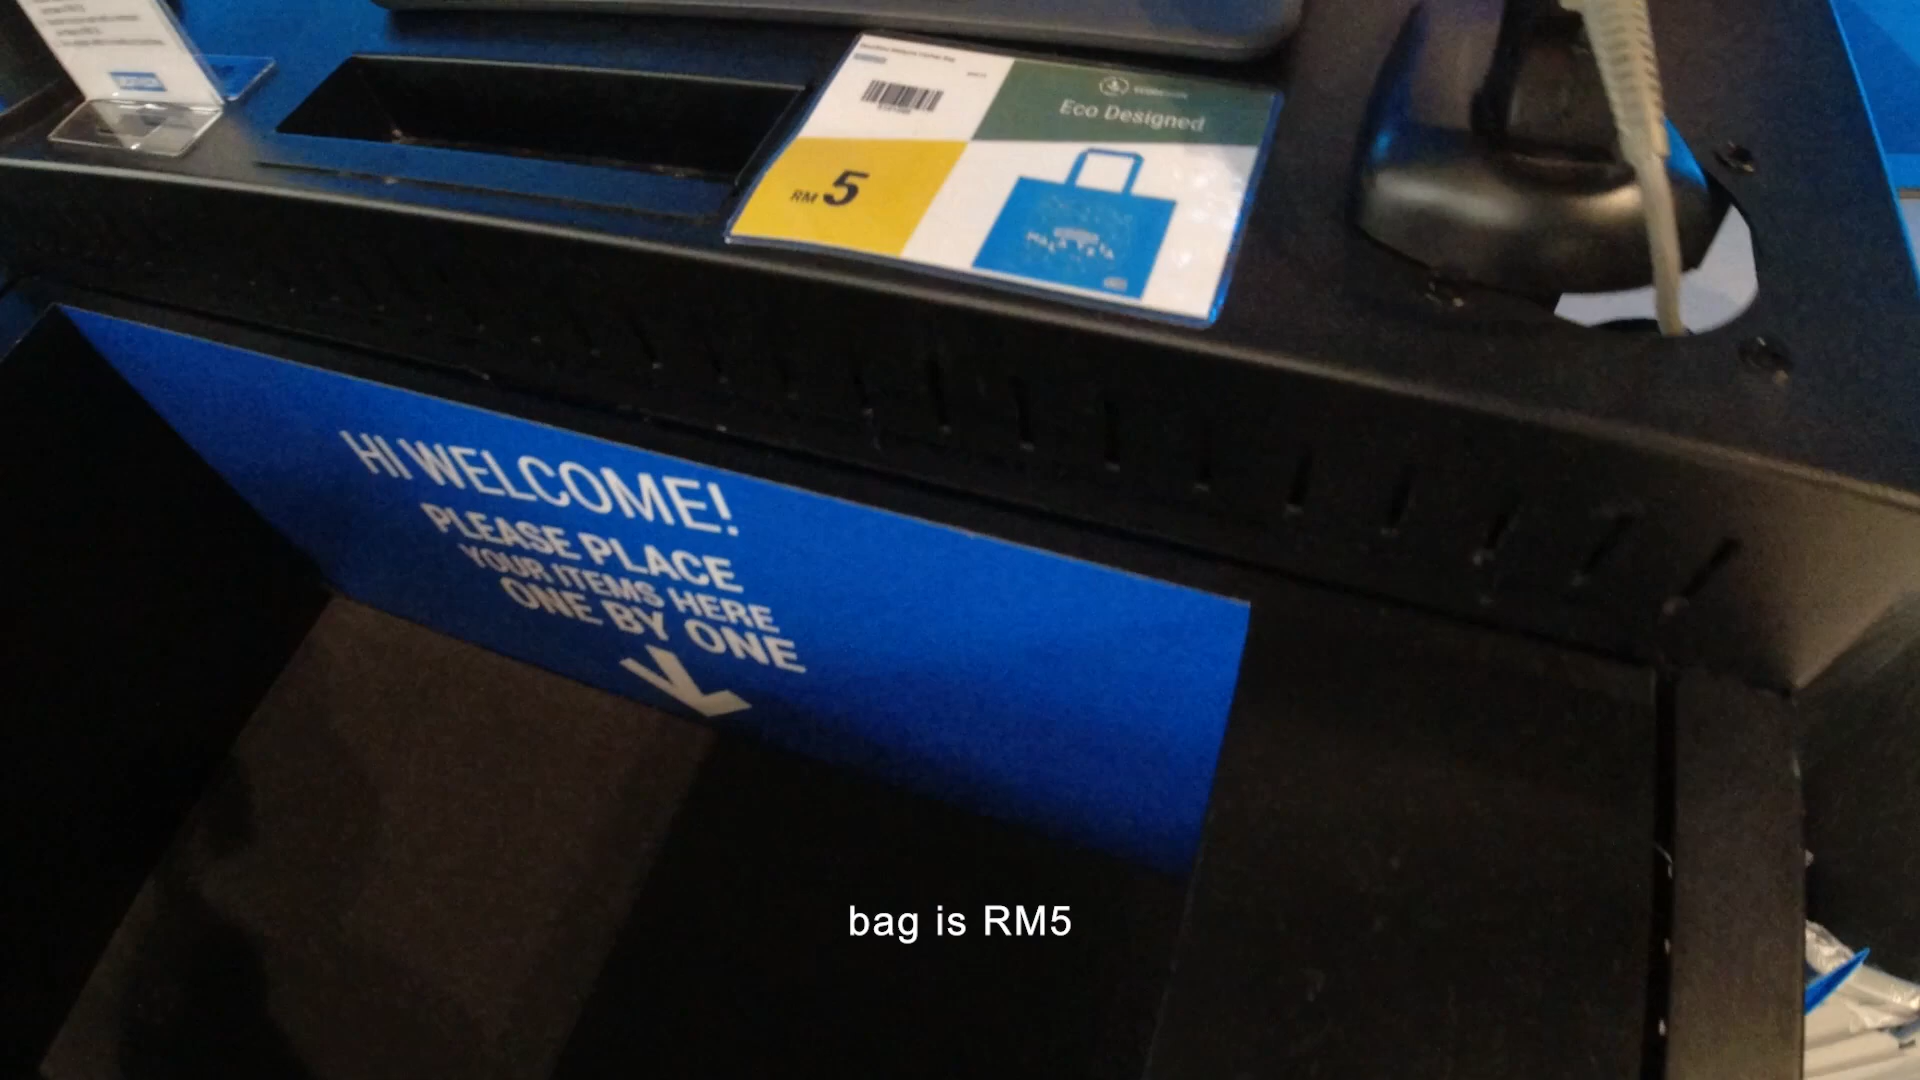 Eco Designed
RM 5
HI WELCOME!
PLEASE PLACE
YOUR ITEMS HERE
ONE BY ONE
bag is RM5